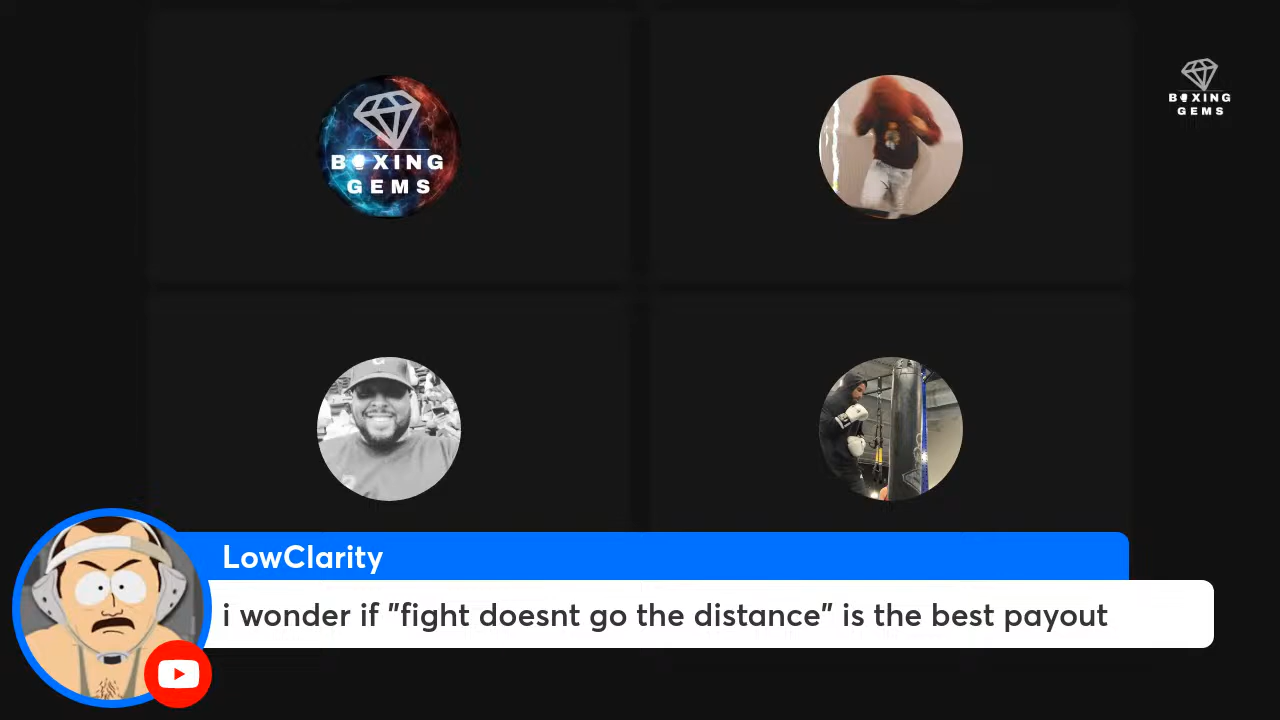 BOXING
GEMS
BOXING
GEMS
LowClarity
i wonder if "fight doesnt go the distance" is the best payout